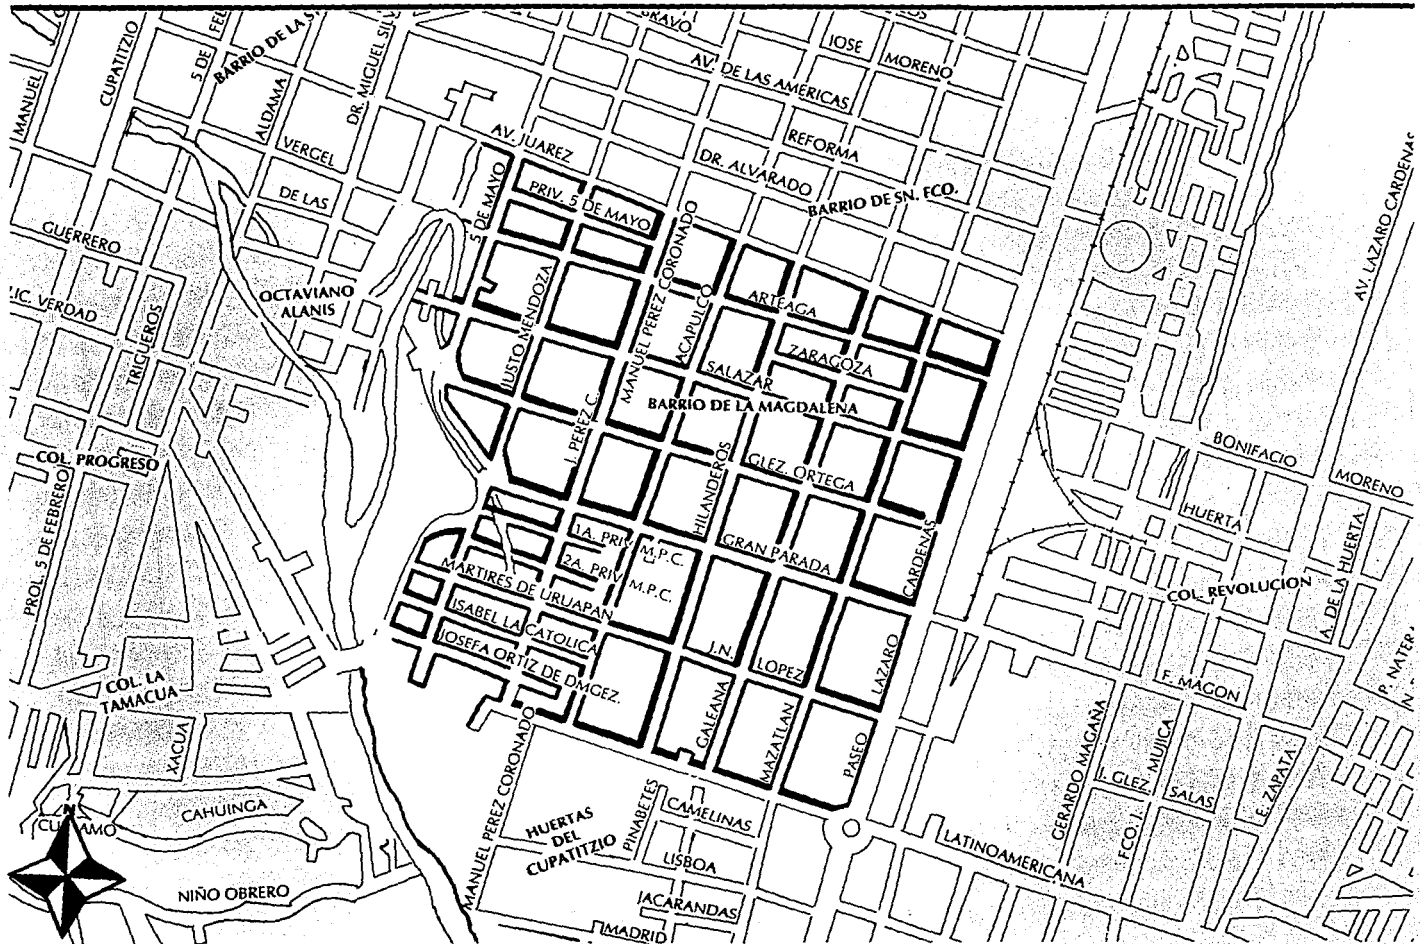 BRAVO
MANUEL
CUPATITZIO
5 DE FEB
BARRIO DE LA S
ALDAMA
DR. MIGUEL SILV
JOSE MORENO
AV. DE LAS AMERICAS
REFORMA
VERGEL
DE LAS
AV. JUAREZ
DR. ALVARADO
BARRIO DE SN. FCO.
5 DE MAYO
PRIV. 5 DE MAYO
AV. LAZARO CARDENAS
GUERRERO
LIC. VERDAD
TRIGUEROS
OCTAVIANO
ALANIS
JUSTO MENDOZA
MANUEL PEREZ CORONADO
ACAPULCO
ARTEAGA
ZARAGOZA
SALAZAR
BARRIO DE LA MAGDALENA
J. PEREZ C.
HILANDEROS
GLEZ. ORTEGA
GRAN PARADA
CARDENAS
COL. PROGRESO
PROL. 5 DE FEBRERO
BONIFACIO
MORENO
HUERTA
COL. REVOLUCION
A. DE LA HUERTA
1A. PRIV. M.P.C.
2A. PRIV. M.P.C.
MARTIRES DE URUAPAN
ISABEL LA CATOLICA
JOSEFA ORTIZ DE DMGEZ.
J.N. LOPEZ
LAZARO
GALEANA
MAZATLAN
PASEO
COL. LA
TAMACUA
XACUA
CAHUINGA
NIÑO OBRERO
N
MANUEL PEREZ CORONADO
HUERTAS
DEL
CUPATITZIO
PINABETES
CAMELINAS
LISBOA
JACARANDAS
MADRID
LATINOAMERICANA
GERARDO MAGAÑA
F. MAGON
P. NATERA
FCO. J. MUJICA
I. GLEZ. SALAS
E. ZAPATA